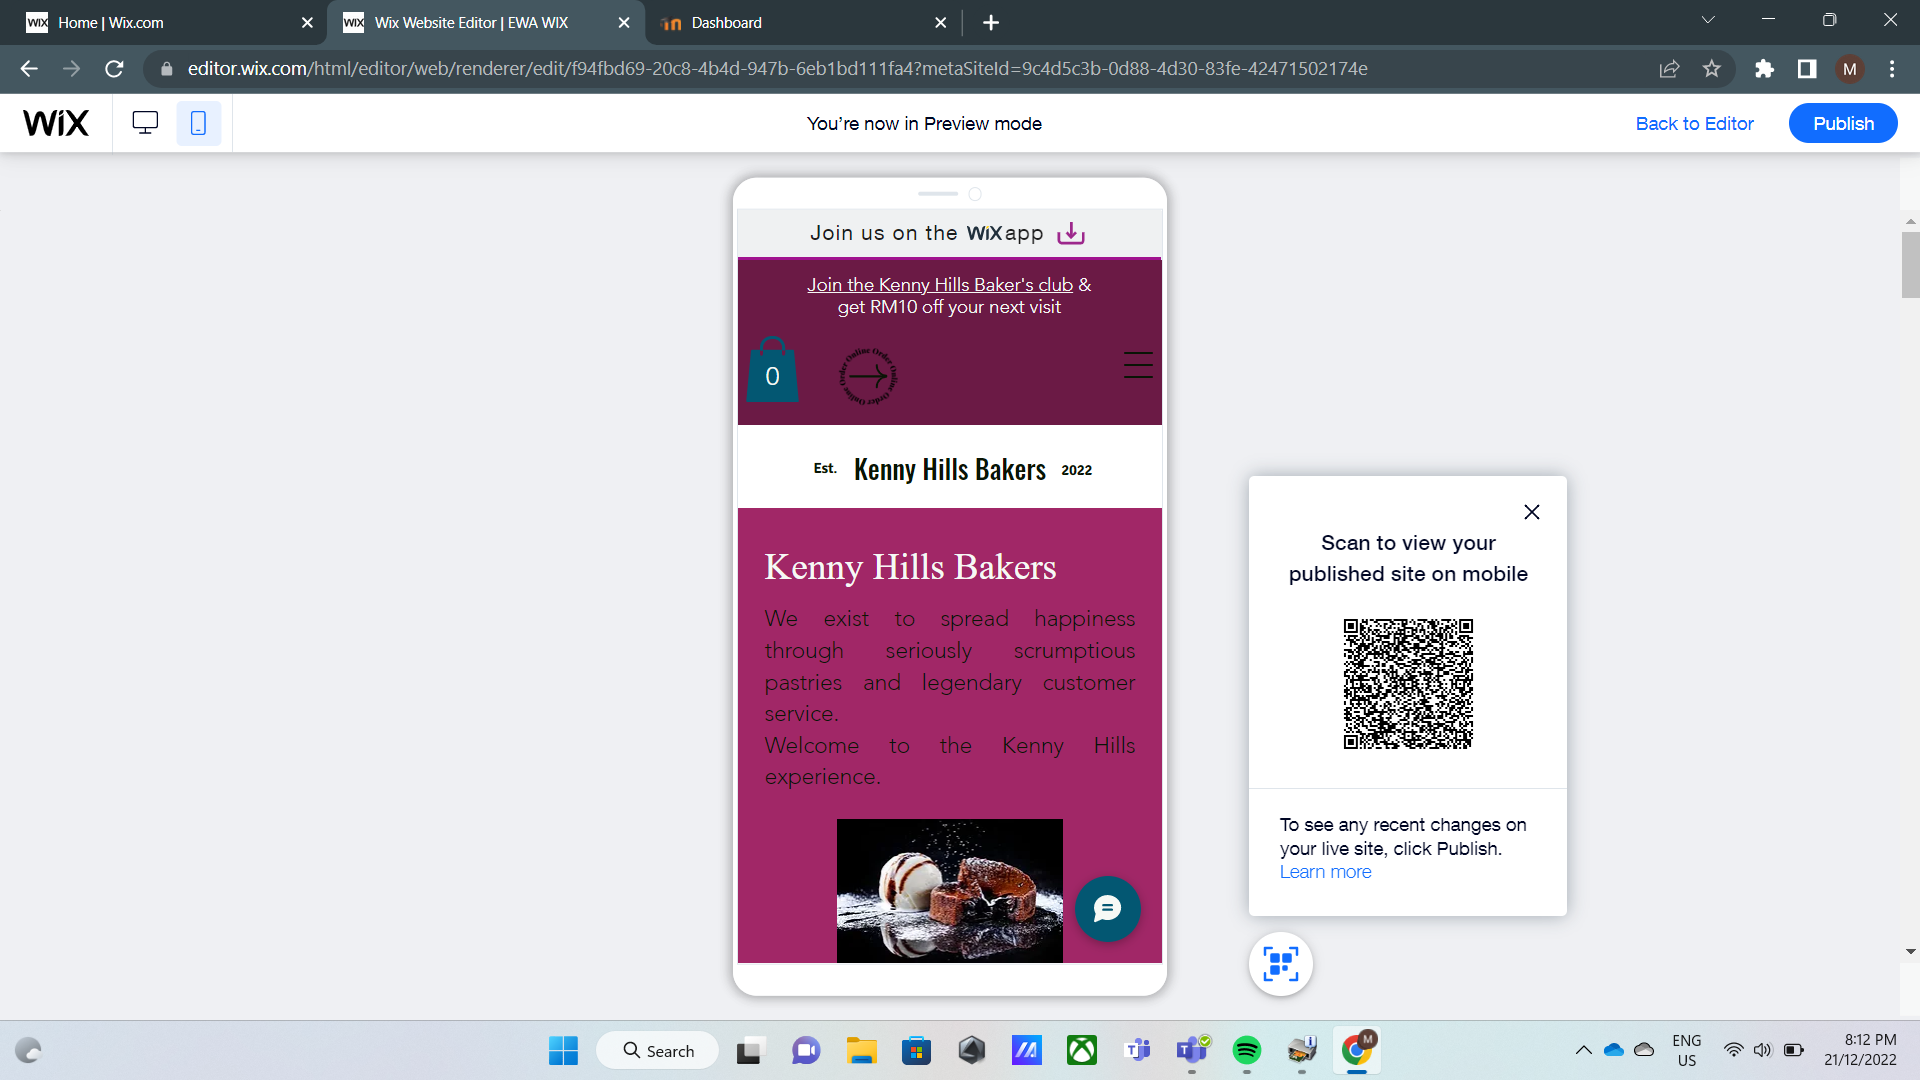 Home | Wix.com
Wix Website Editor | EWA WIX
Dashboard
editor.wix.com/html/editor/web/renderer/edit/f94fbd69-20c8-4b4d-947b-6eb1bd111fa4?metaSiteId=9c4d5c3b-0d88-4d30-83fe-42471502174e
M
WiX
You're now in Preview mode
Back to Editor
Publish
Join us on the WiX app
Join the Kenny Hills Baker's club &
get RM10 off your next visit
0
Order Online Order Online Order Online
Est. Kenny Hills Bakers 2022
Kenny Hills Bakers
We exist to spread happiness
through seriously scrumptious
pastries and legendary customer
service.
Welcome to the Kenny Hills
experience.
Scan to view your
published site on mobile
To see any recent changes on
your live site, click Publish.
Learn more
Search
ENG
US
8:12 PM
21/12/2022